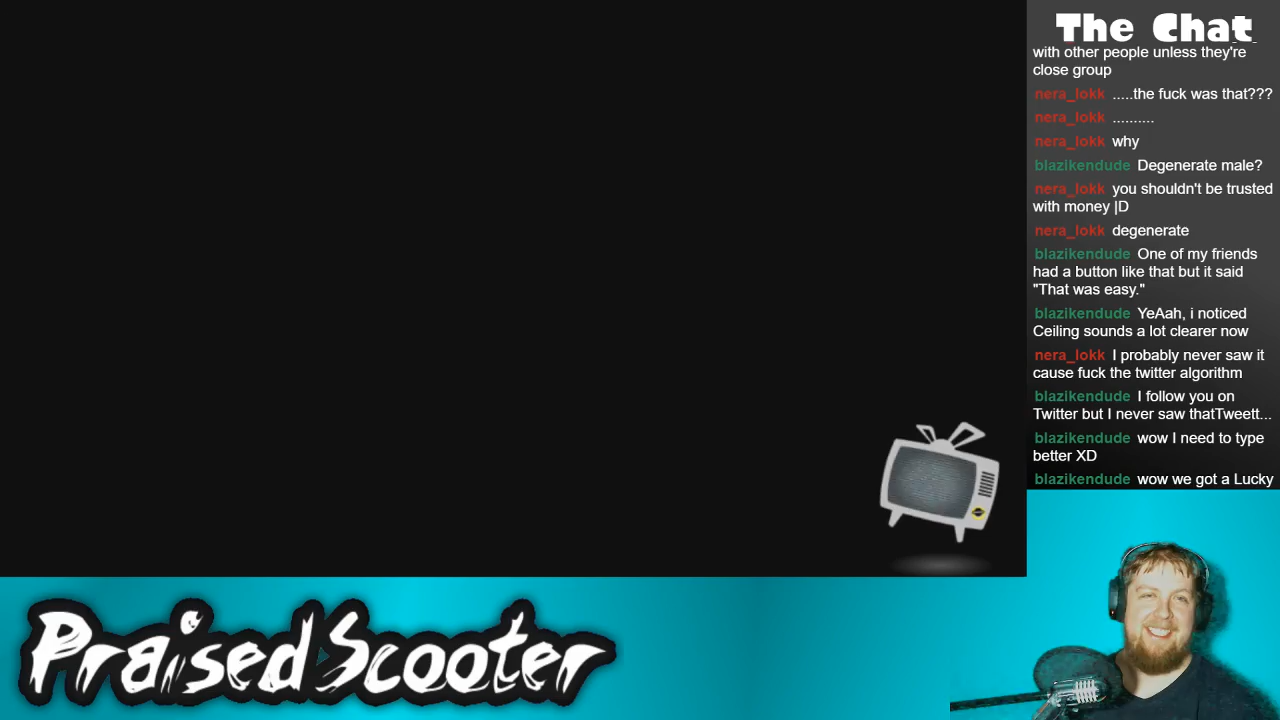 The Chat
with other people unless they're
close group
nera_lokk .....the fuck was that???
nera_lokk ..........
nera_lokk why
blazikendude Degenerate male?
nera_lokk you shouldn't be trusted
with money |D
nera_lokk degenerate
blazikendude One of my friends
had a button like that but it said
"That was easy."
blazikendude YeAah, i noticed
Ceiling sounds a lot clearer now
nera_lokk I probably never saw it
cause fuck the twitter algorithm
blazikendude I follow you on
Twitter but I never saw thatTweett...
blazikendude wow I need to type
better XD
blazikendude wow we got a Lucky
PraisedScooter